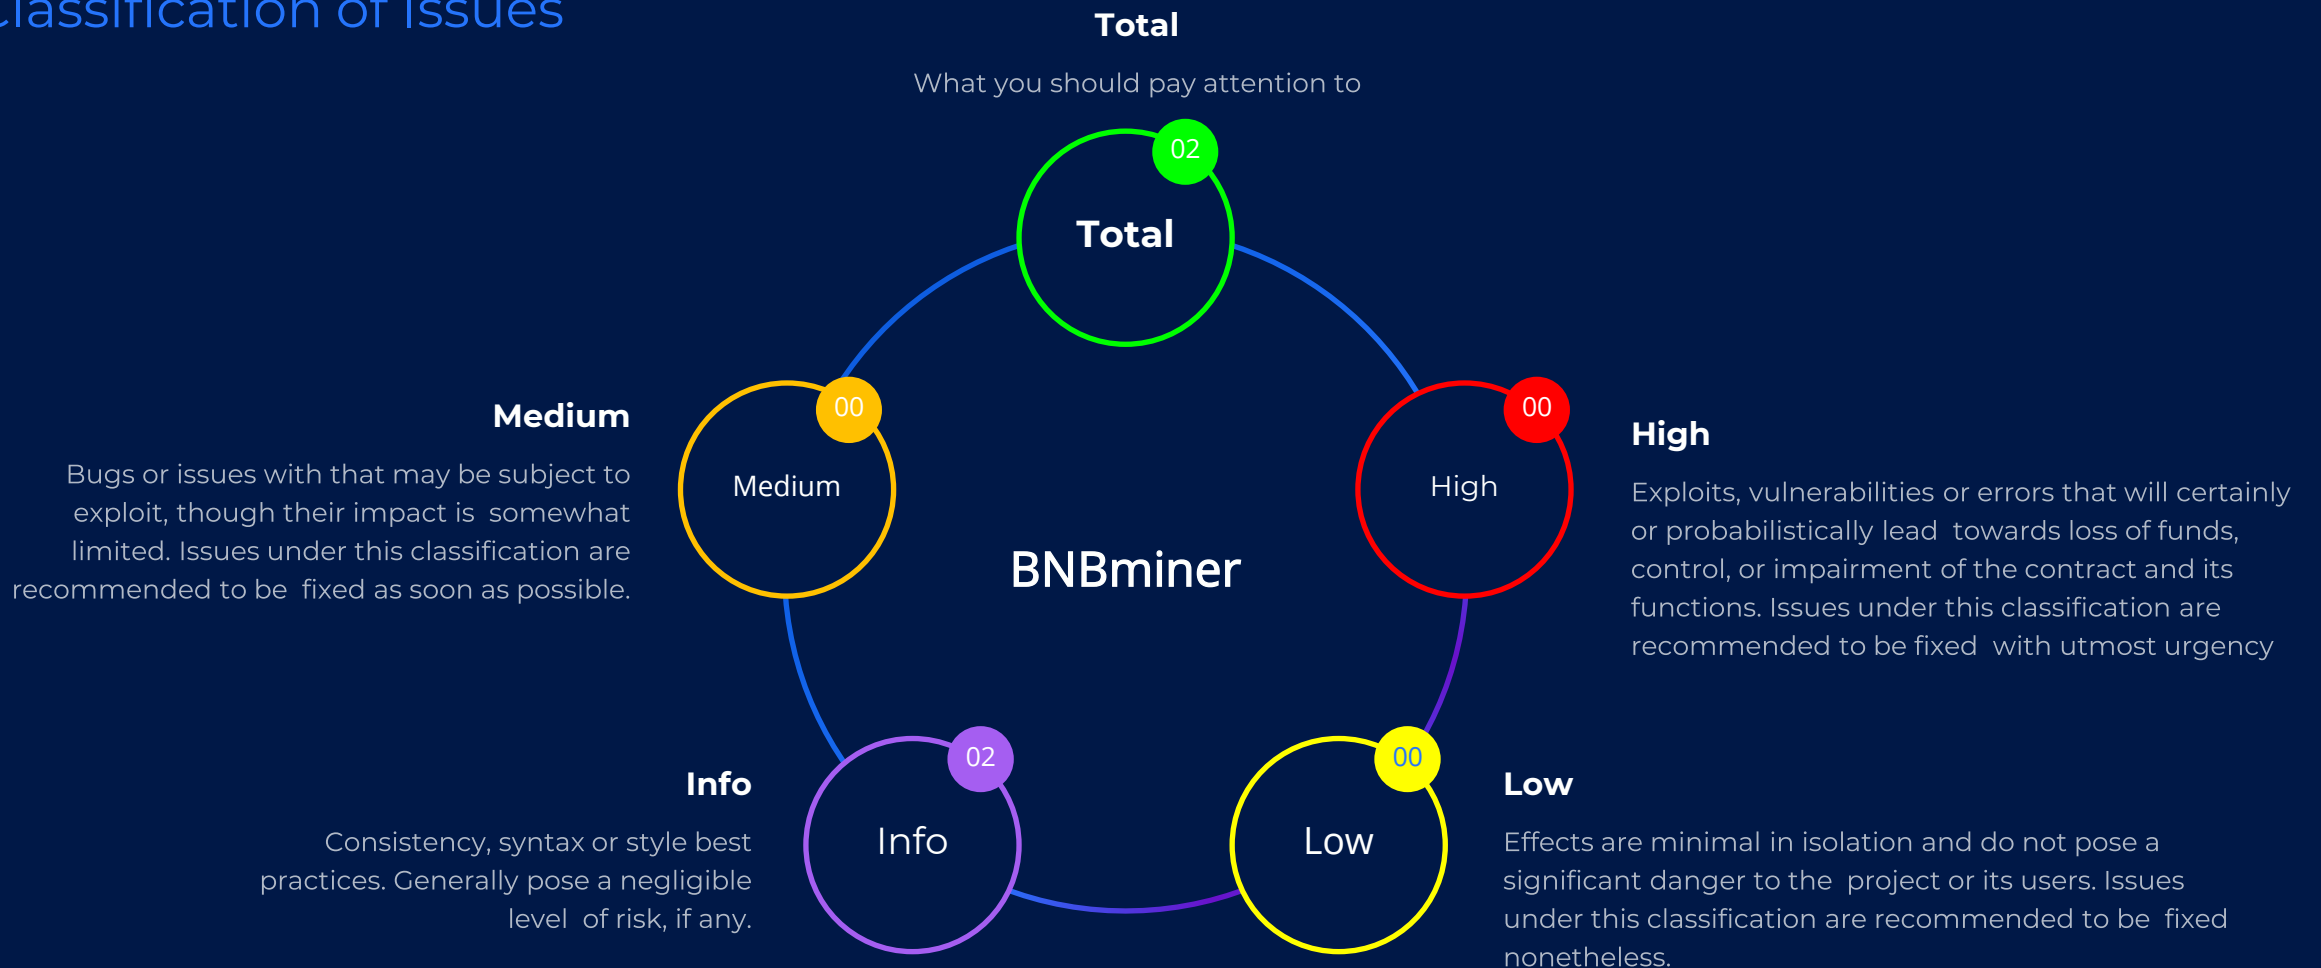 Classification of Issues
Total
What you should pay attention to
02
Total
Medium
Bugs or issues with that may be subject to
exploit, though their impact is  somewhat
limited. Issues under this classification are
recommended to be  fixed as soon as possible.
00
Medium
00
High
High
Exploits, vulnerabilities or errors that will certainly
or probabilistically lead  towards loss of funds,
control, or impairment of the contract and its
functions. Issues under this classification are
recommended to be fixed  with utmost urgency
BNBminer
Info
Consistency, syntax or style best
practices. Generally pose a negligible
level  of risk, if any.
02
Info
00
Low
Low
Effects are minimal in isolation and do not pose a
significant danger to the  project or its users. Issues
under this classification are recommended to be  fixed
nonetheless.